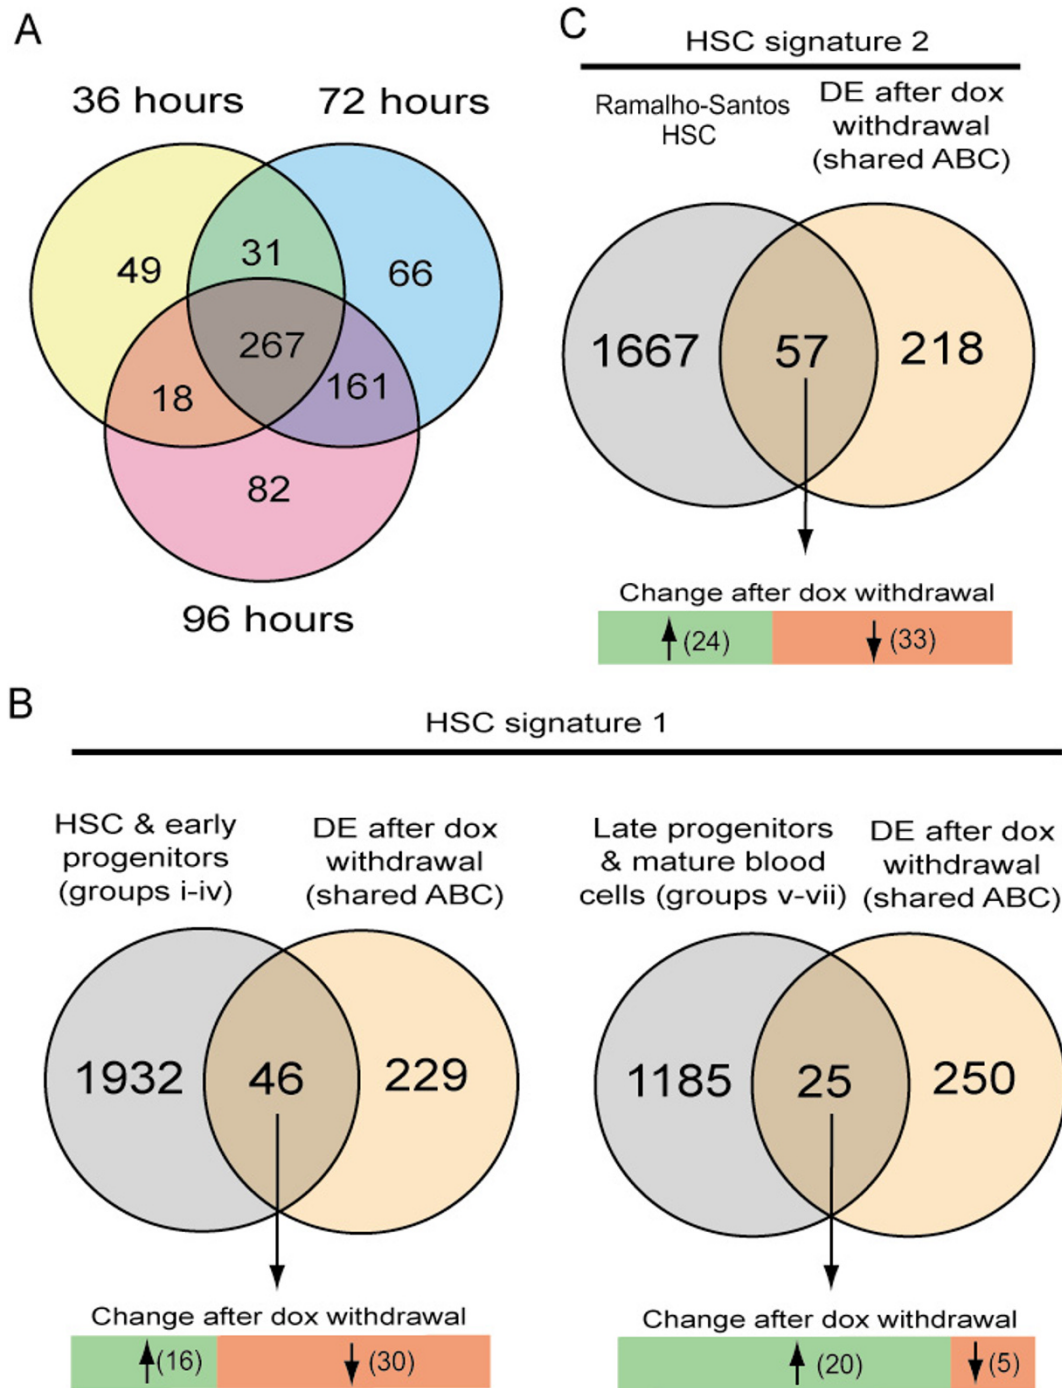 A
36 hours
72 hours
49
31
66
267
18
161
82
96 hours
C
HSC signature 2
Ramalho-Santos
HSC
DE after dox
withdrawal
(shared ABC)
1667
57
218
Change after dox withdrawal
(24)
(33)
B
HSC signature 1
HSC & early
progenitors
(groups i-iv)
DE after dox
withdrawal
(shared ABC)
1932
46
229
Change after dox withdrawal
(16)
(30)
Late progenitors
& mature blood
cells (groups v-vii)
DE after dox
withdrawal
(shared ABC)
1185
25
250
Change after dox withdrawal
(20)
(5)